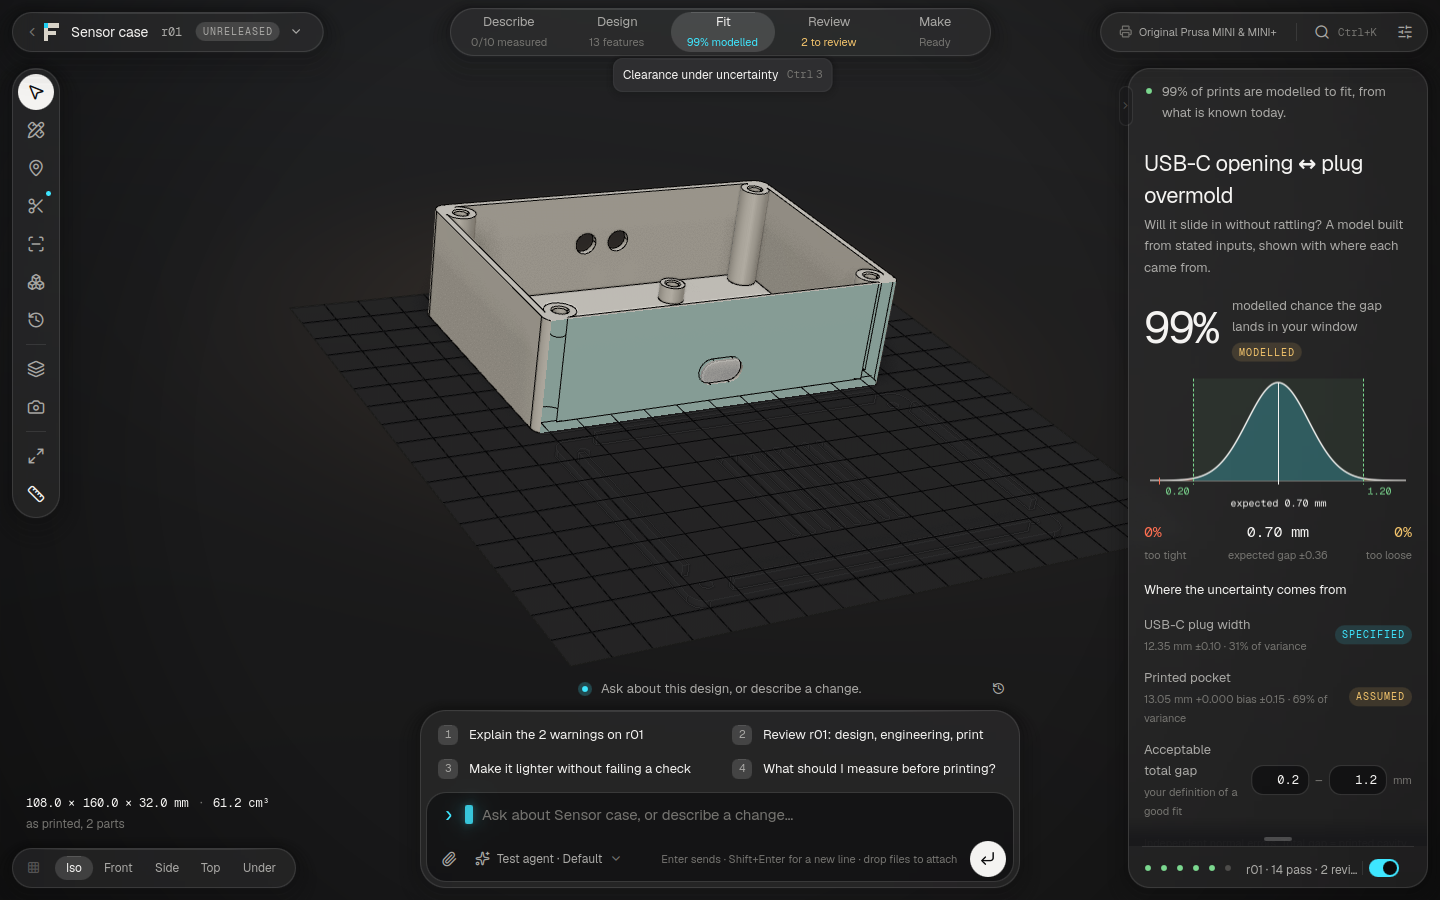 Sensor case r01 UNRELEASED
Describe
0/10 measured
Design
13 features
Fit
99% modelled
Review
2 to review
Make
Ready
Original Prusa MINI & MINI+
Ctrl+K
Clearance under uncertainty Ctrl 3
99% of prints are modelled to fit, from
what is known today.
USB-C opening ↔ plug
overmold
Will it slide in without rattling? A model built
from stated inputs, shown with where each
came from.
99%
modelled chance the gap
lands in your window
MODELLED
0.20
1.20
expected 0.70 mm
0%
0.70 mm
0%
too tight
expected gap ±0.36
too loose
Where the uncertainty comes from
USB-C plug width
12.35 mm ±0.10 · 31% of variance
SPECIFIED
Printed pocket
13.05 mm +0.000 bias ±0.15 · 69% of
variance
ASSUMED
Acceptable
total gap
your definition of a
good fit
0.2 – 1.2 mm
r01 · 14 pass · 2 revi...
Ask about this design, or describe a change.
1 Explain the 2 warnings on r01
2 Review r01: design, engineering, print
3 Make it lighter without failing a check
4 What should I measure before printing?
Ask about Sensor case, or describe a change...
Test agent · Default
Enter sends · Shift+Enter for a new line · drop files to attach
108.0 × 160.0 × 32.0 mm · 61.2 cm³
as printed, 2 parts
Iso Front Side Top Under